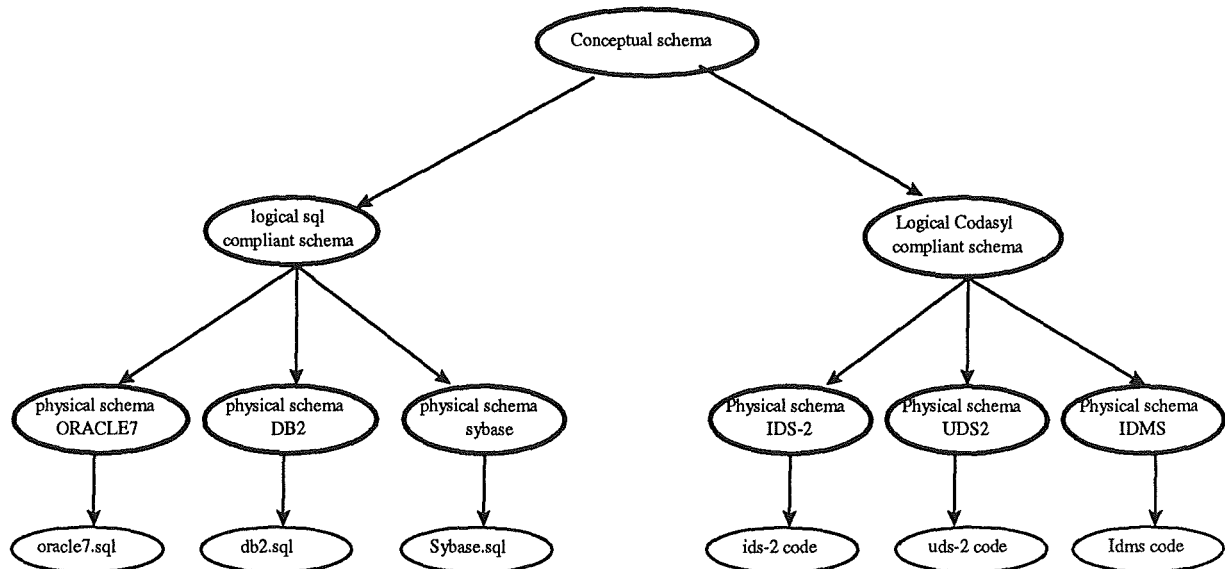 Conceptual schema
logical sql
compliant schema
Logical Codasyl
compliant schema
physical schema
ORACLE7
physical schema
DB2
physical schema
sybase
Physical schema
IDS-2
Physical schema
UDS2
Physical schema
IDMS
oracle7.sql
db2.sql
Sybase.sql
ids-2 code
uds-2 code
Idms code